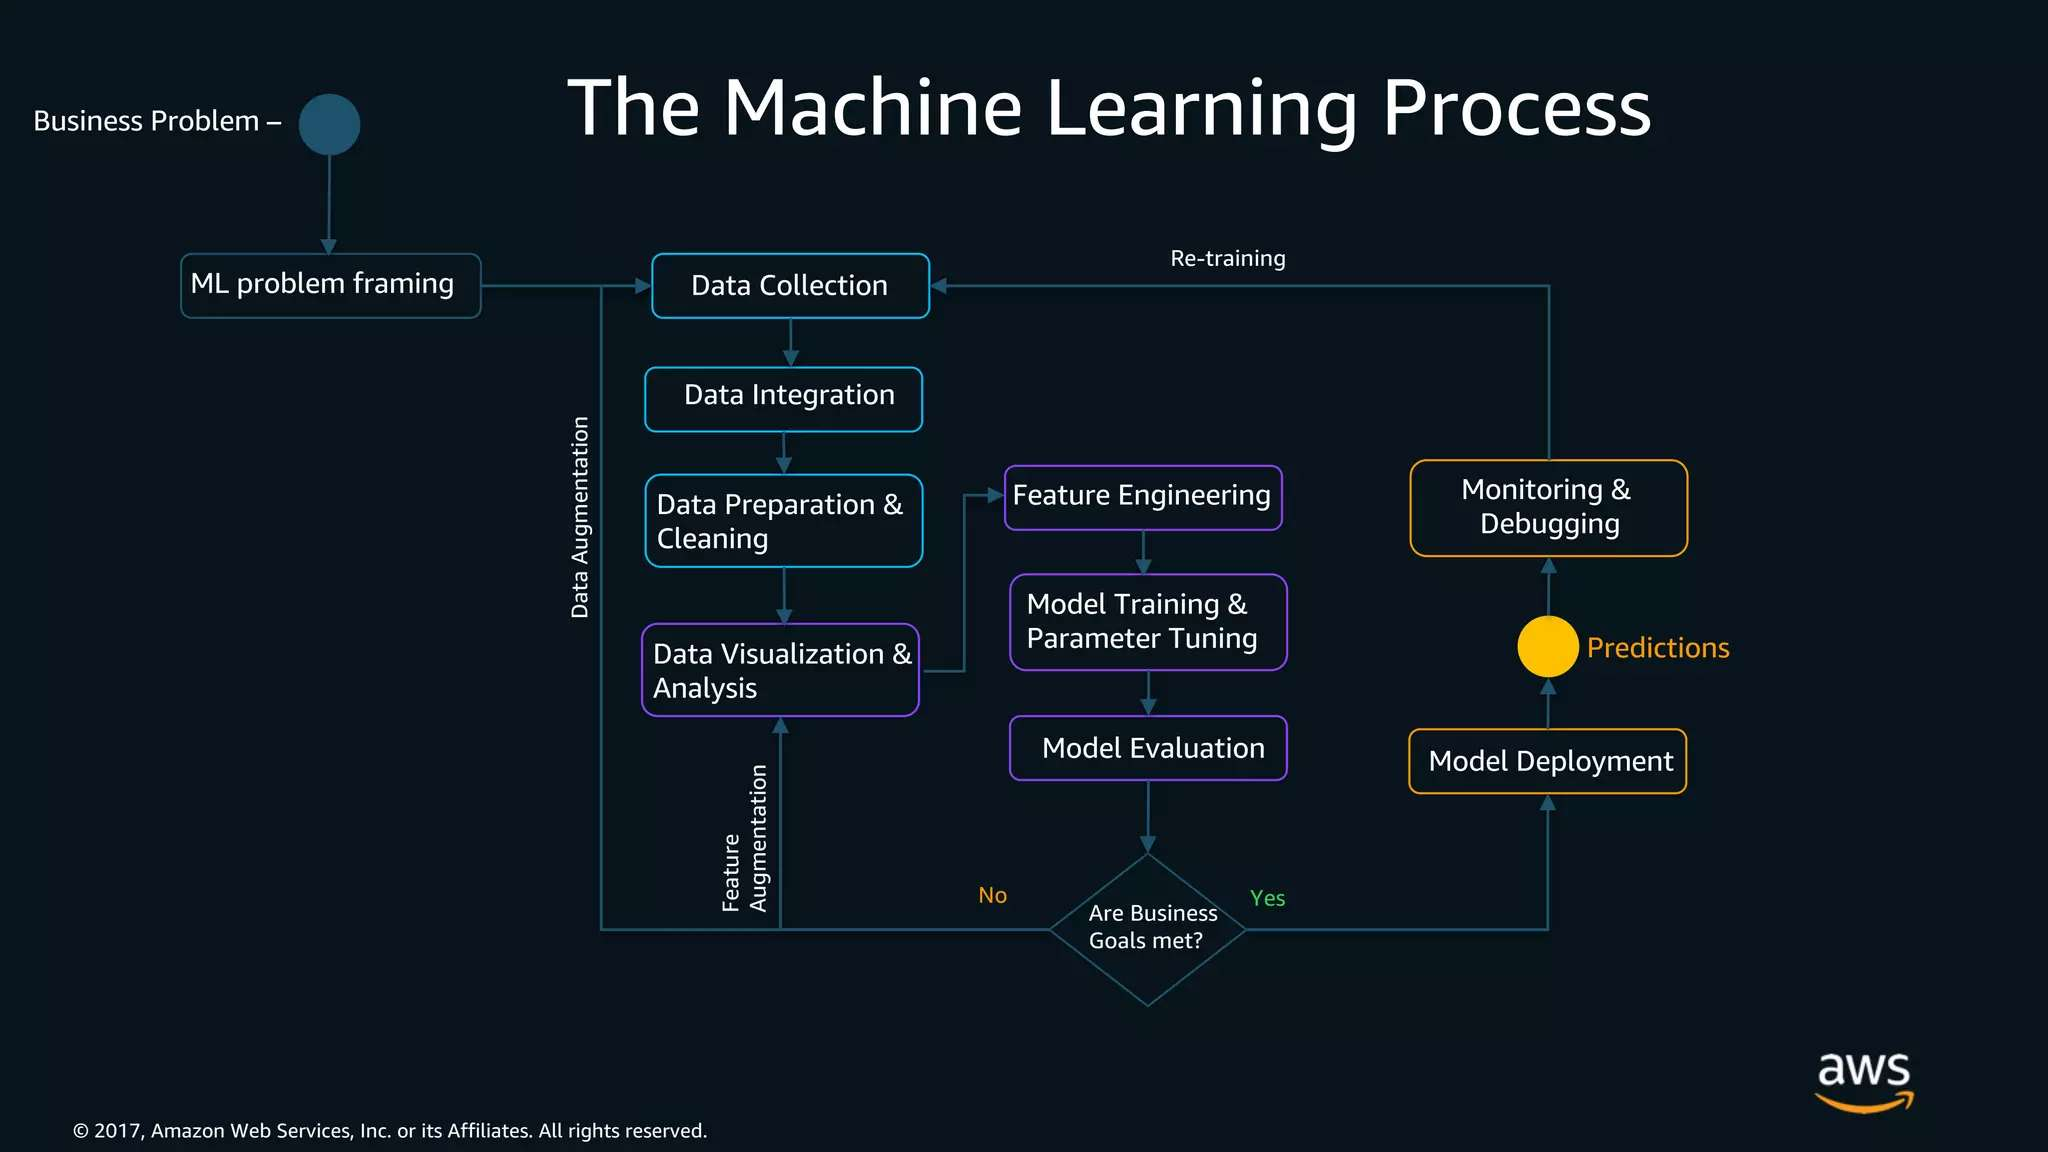 The Machine Learning Process
Business Problem –
ML problem framing
Data Collection
Re-training
Data Integration
Data Augmentation
Data Preparation &
Cleaning
Data Visualization &
Analysis
Feature Engineering
Model Training &
Parameter Tuning
Model Evaluation
Monitoring &
Debugging
Predictions
Model Deployment
Feature
Augmentation
No
Are Business
Goals met?
Yes
aws
© 2017, Amazon Web Services, Inc. or its Affiliates. All rights reserved.